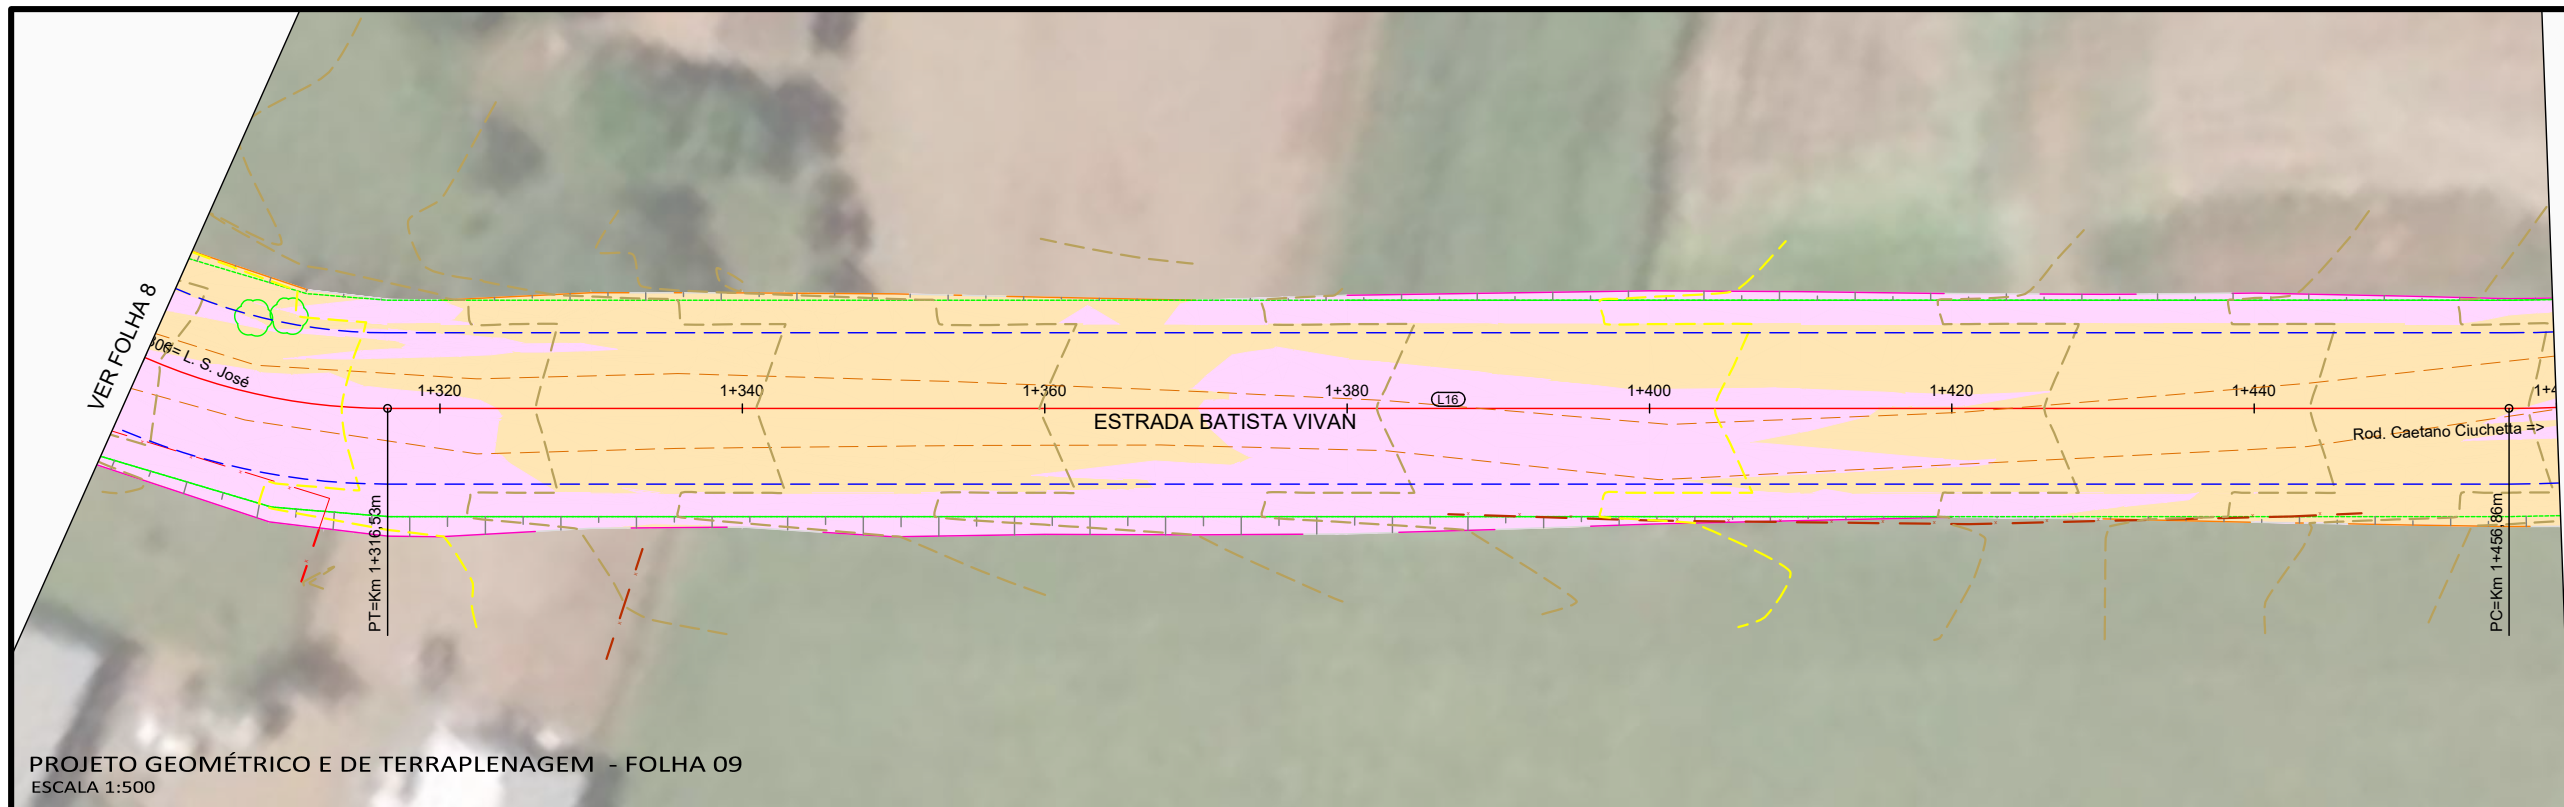 VER FOLHA 8
<= L. S. José
1+320
1+340
1+360
1+380
L16
1+400
1+420
1+440
ESTRADA BATISTA VIVAN
Rod. Caetano Ciuchetta =>
PT=Km 1+316,53m
PC=Km 1+456,86m
PROJETO GEOMÉTRICO E DE TERRAPLENAGEM - FOLHA 09
ESCALA 1:500